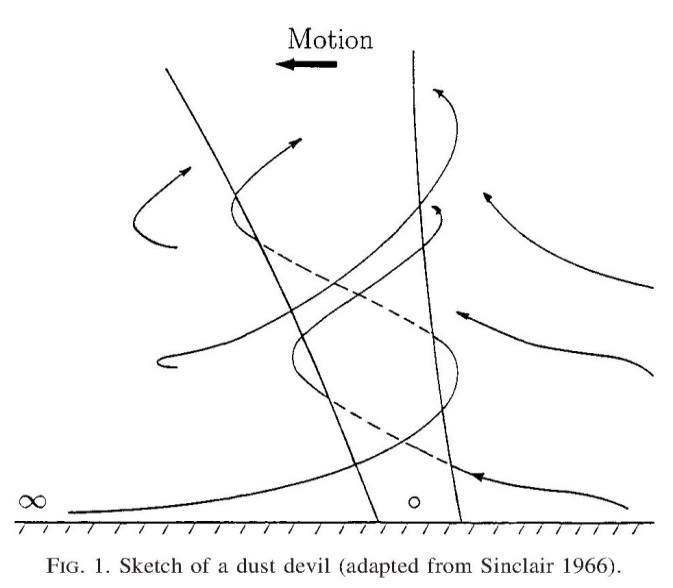 Motion
∞ o
FIG. 1. Sketch of a dust devil (adapted from Sinclair 1966).